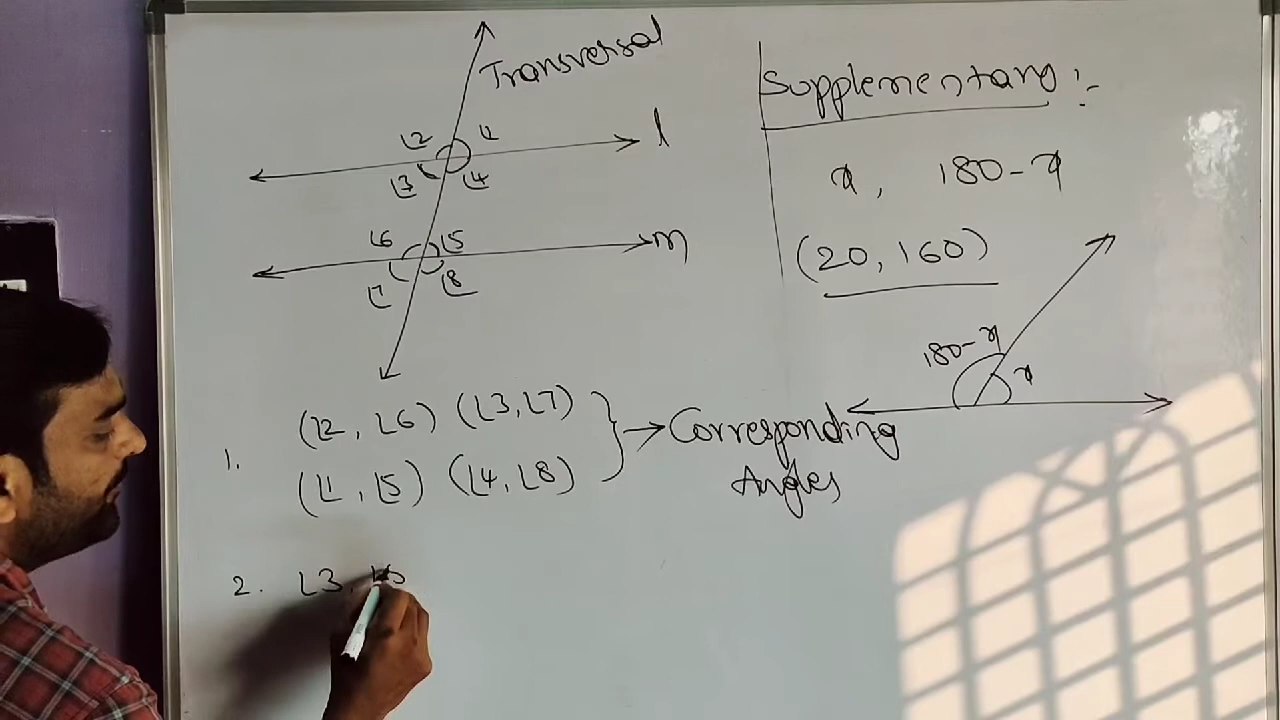 Transversal
∠2 ∠1
l
∠3 ∠4
∠6 ∠5
m
∠7 ∠8
Supplementary :-
x, 180-x
(20, 160)
180-x
x
1. (∠2, ∠6) (∠3, ∠7)
(∠1, ∠5) (∠4, ∠8)
→ Corresponding
Angles
2. ∠3, ∠5